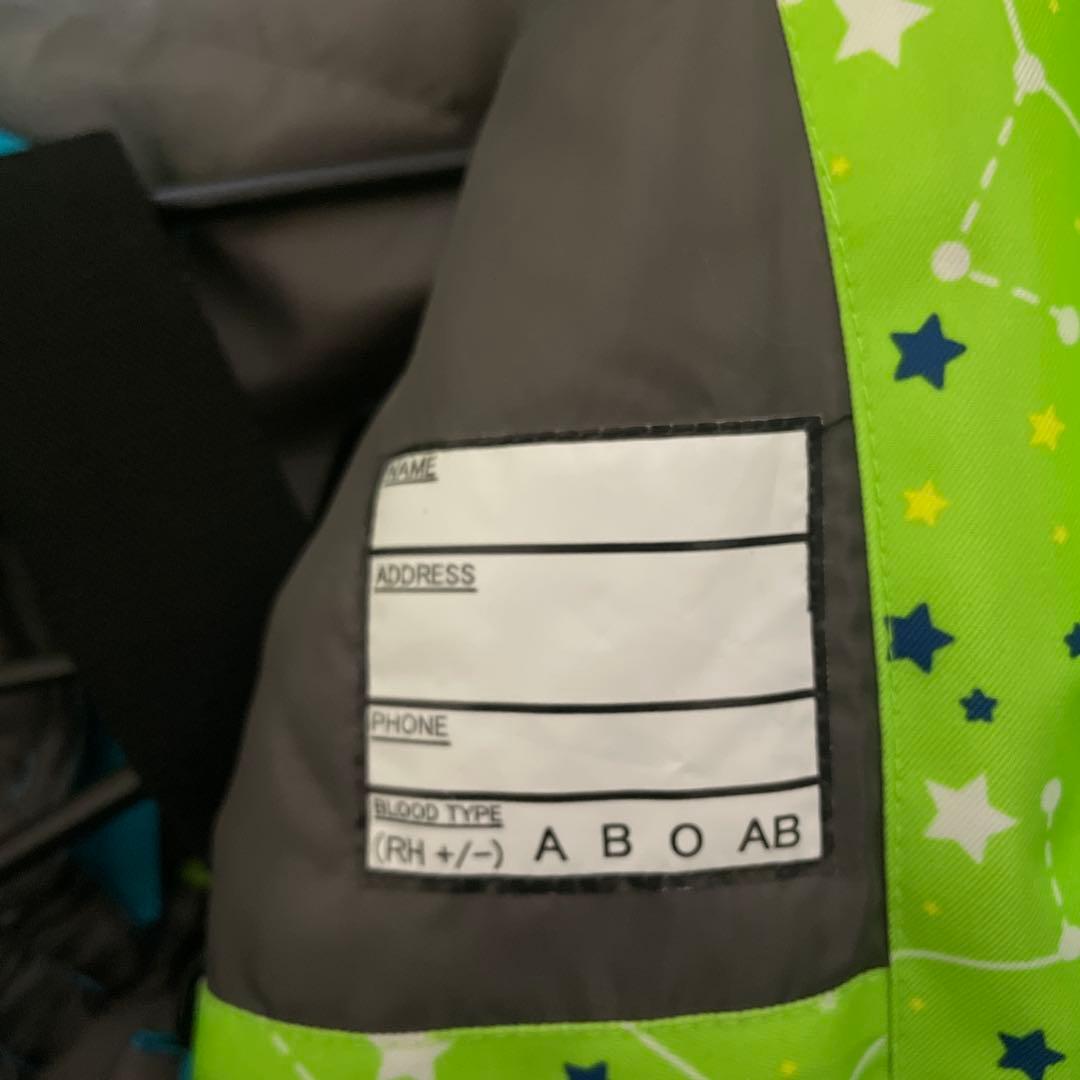 NAME
ADDRESS
PHONE
BLOOD TYPE
(RH +/-) A B O AB